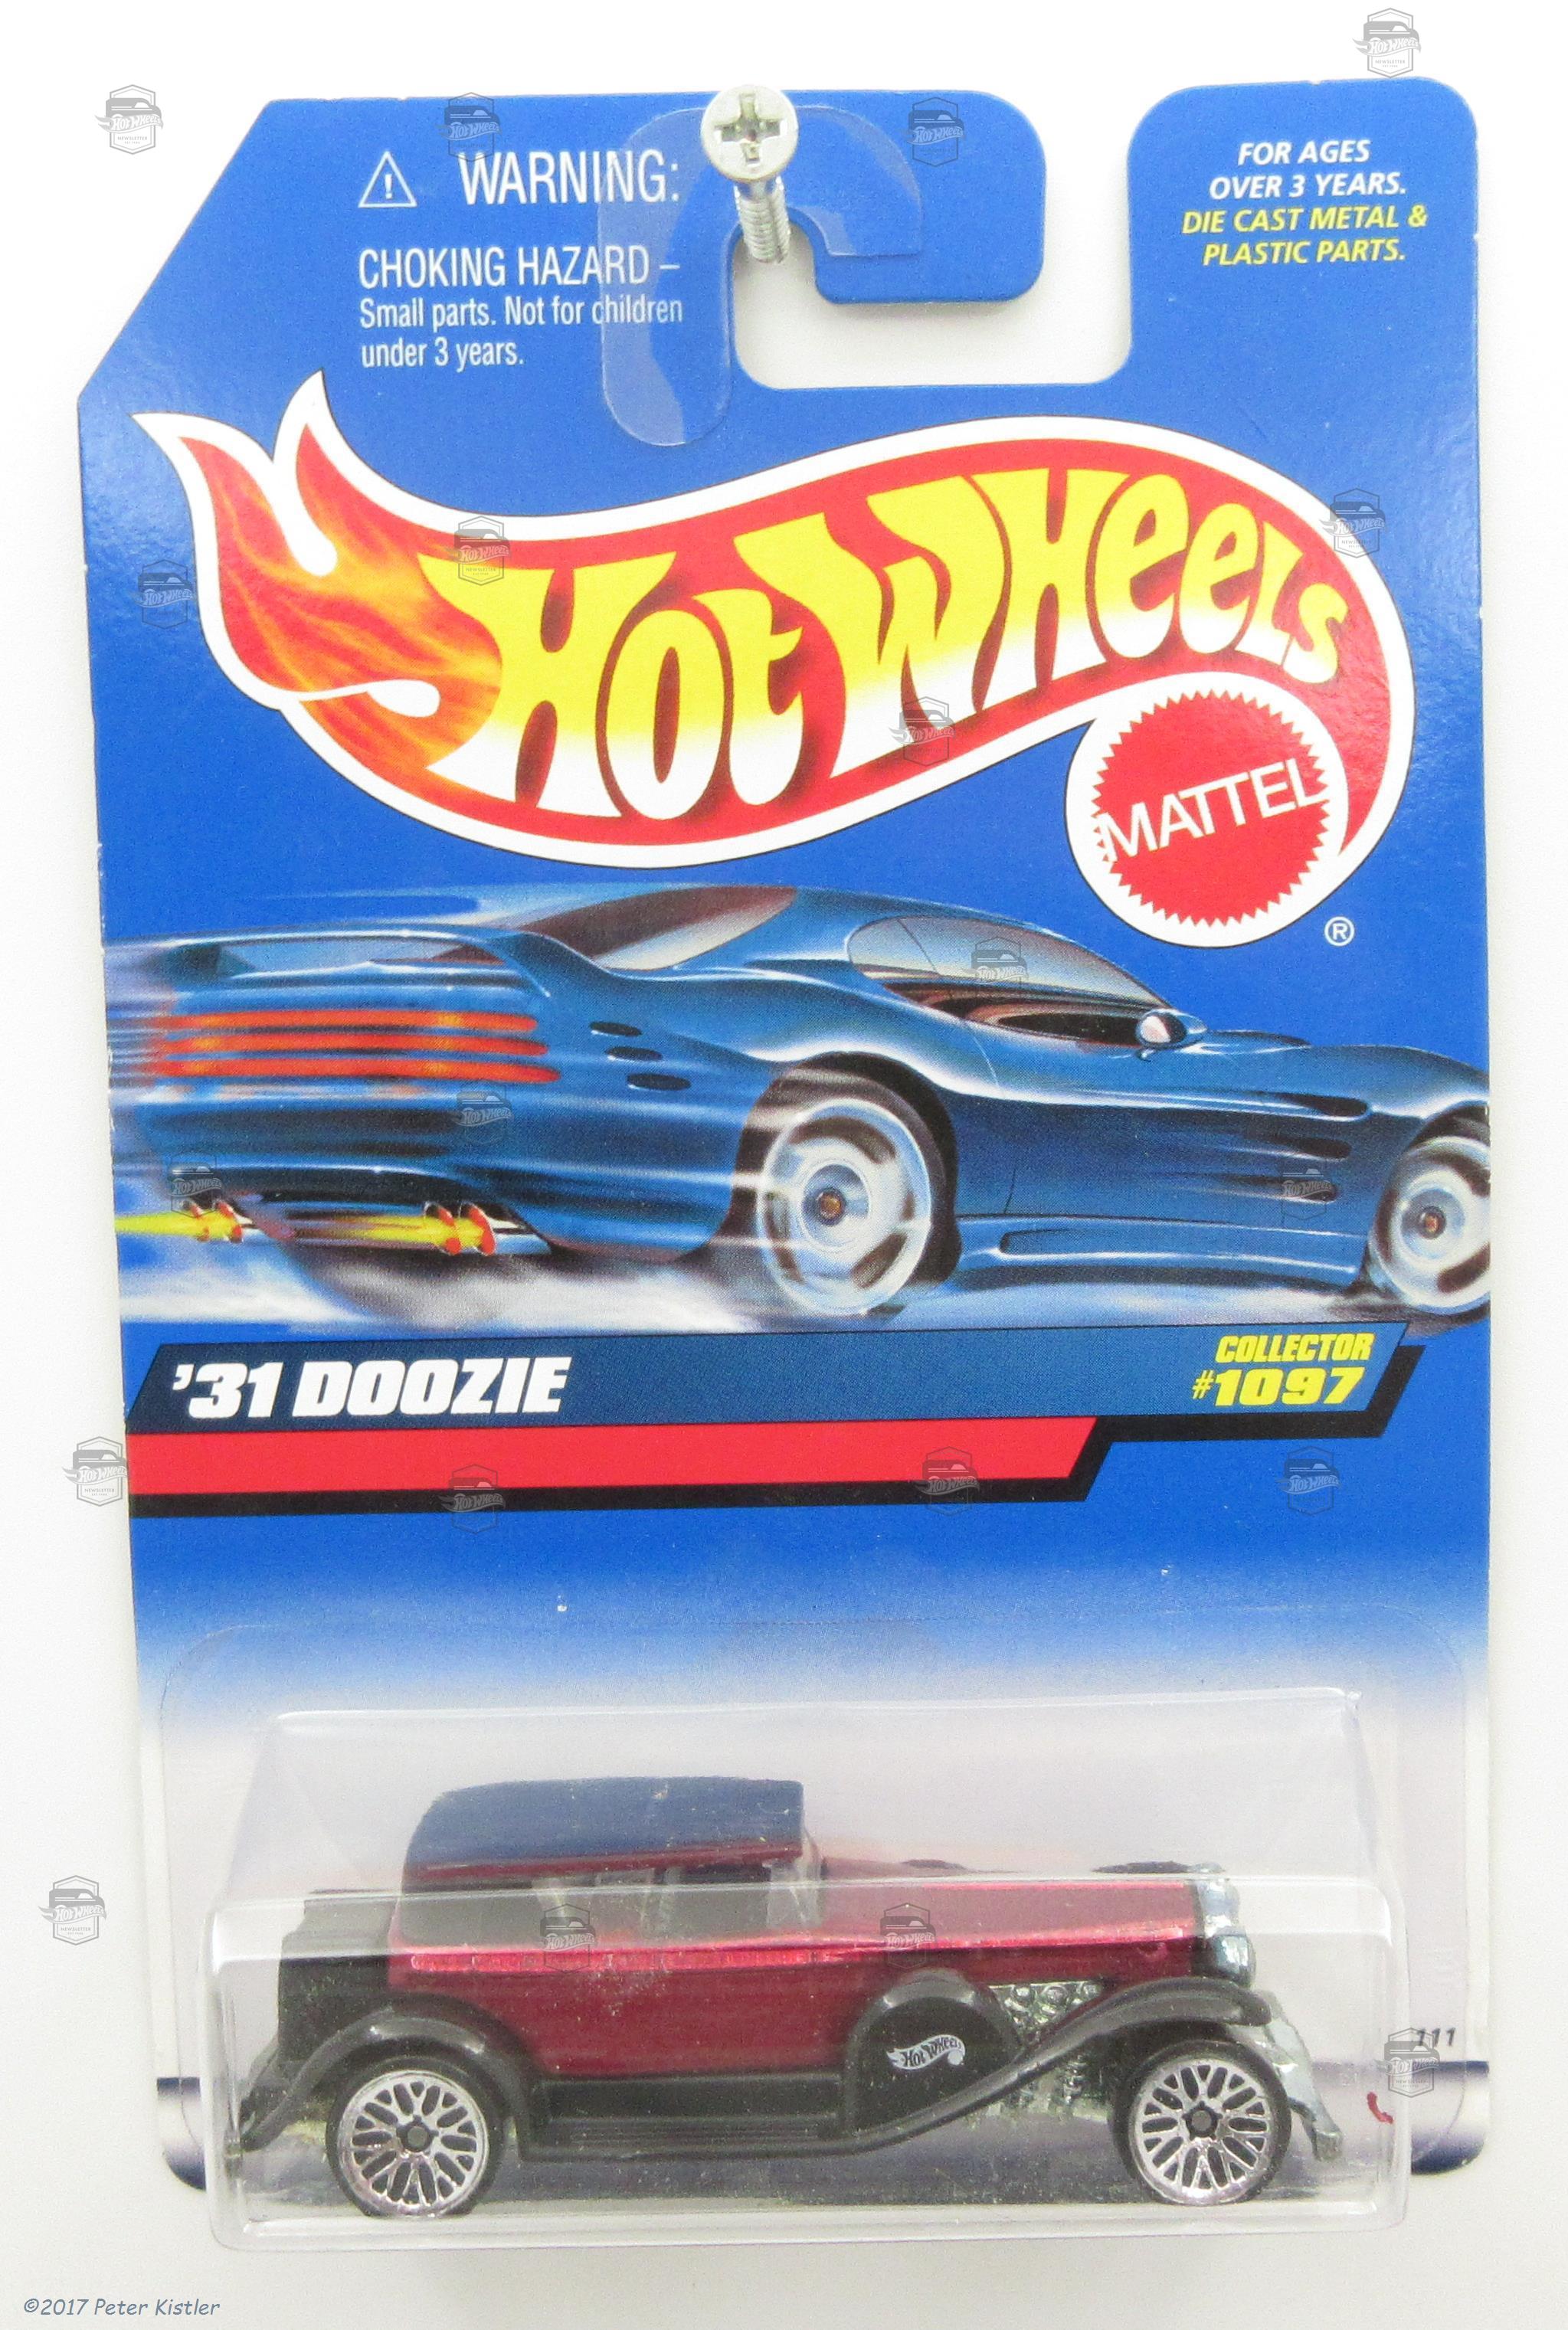 WARNING:
CHOKING HAZARD –
Small parts. Not for children
under 3 years.
FOR AGES
OVER 3 YEARS.
DIE CAST METAL &
PLASTIC PARTS.
HOT WHEELS
MATTEL
®
'31 DOOZIE
COLLECTOR
#1097
HOT WHEELS
111
©2017 Peter Kistler